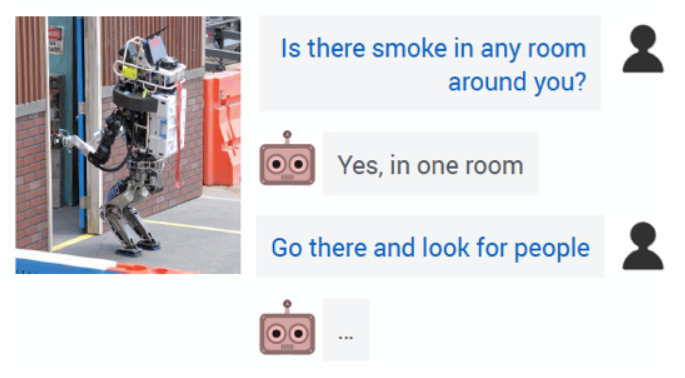 Is there smoke in any room
around you?
Yes, in one room
Go there and look for people
...